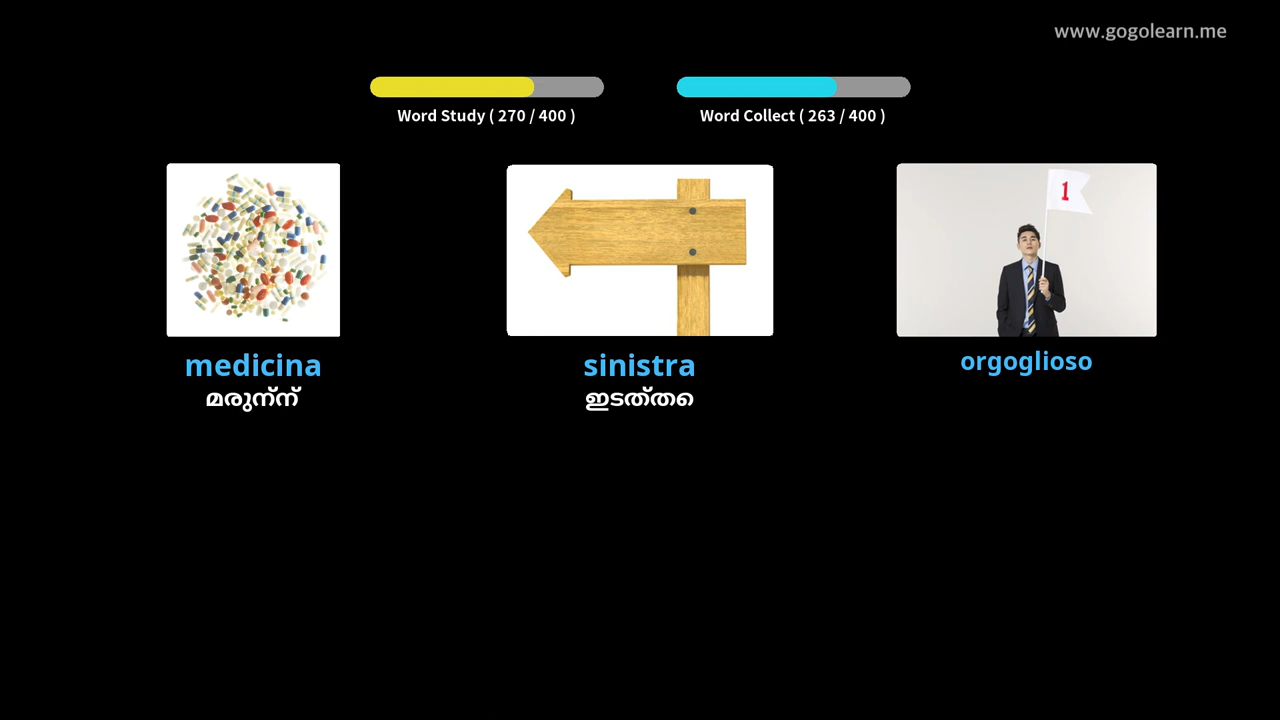 www.gogolearn.me
Word Study ( 270 / 400 )
Word Collect ( 263 / 400 )
1
medicina
മരുന്ന്
sinistra
ഇടത്തെ
orgoglioso